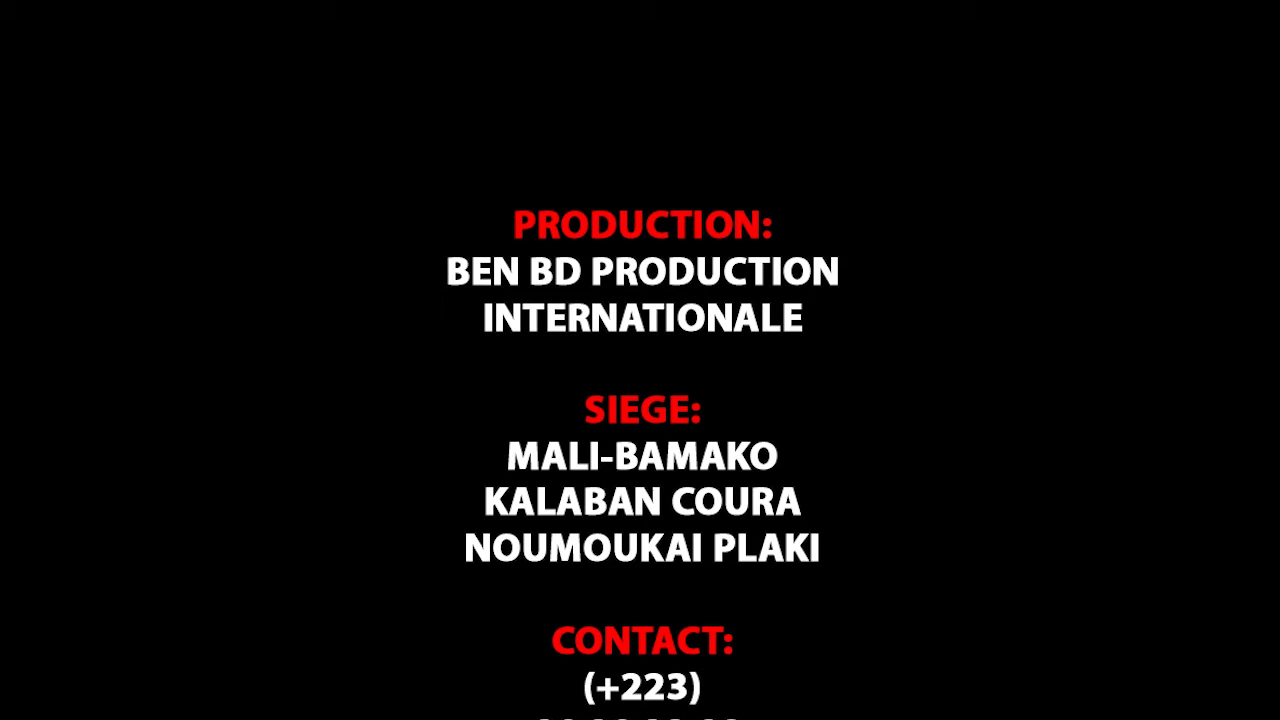 PRODUCTION:
BEN BD PRODUCTION
INTERNATIONALE
SIEGE:
MALI-BAMAKO
KALABAN COURA
NOUMOUKAI PLAKI
CONTACT:
(+223)